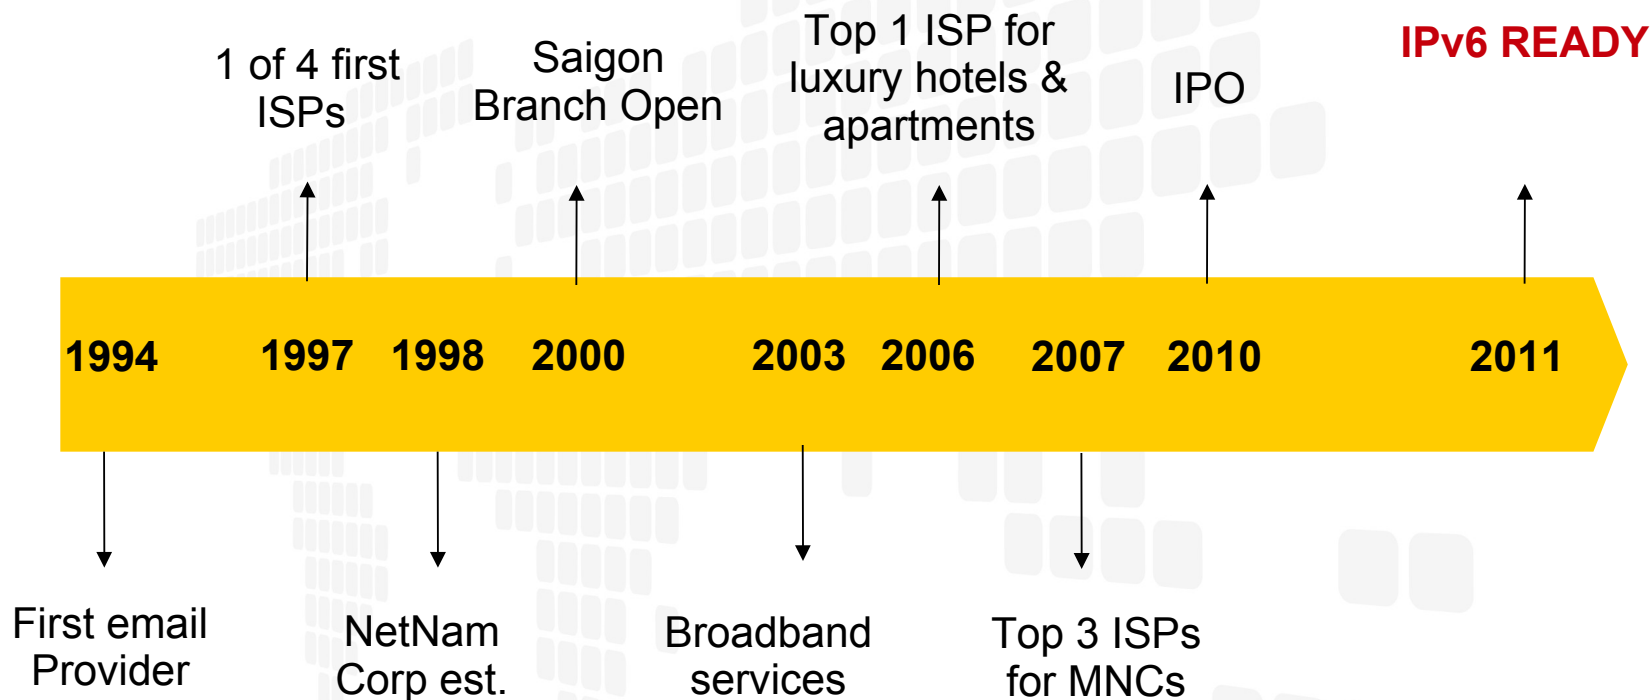 1 of 4 first
ISPs
Saigon
Branch Open
Top 1 ISP for
luxury hotels &
apartments
IPO
IPv6 READY
1994 1997 1998 2000 2003 2006 2007 2010 2011
First email
Provider
NetNam
Corp est.
Broadband
services
Top 3 ISPs
for MNCs